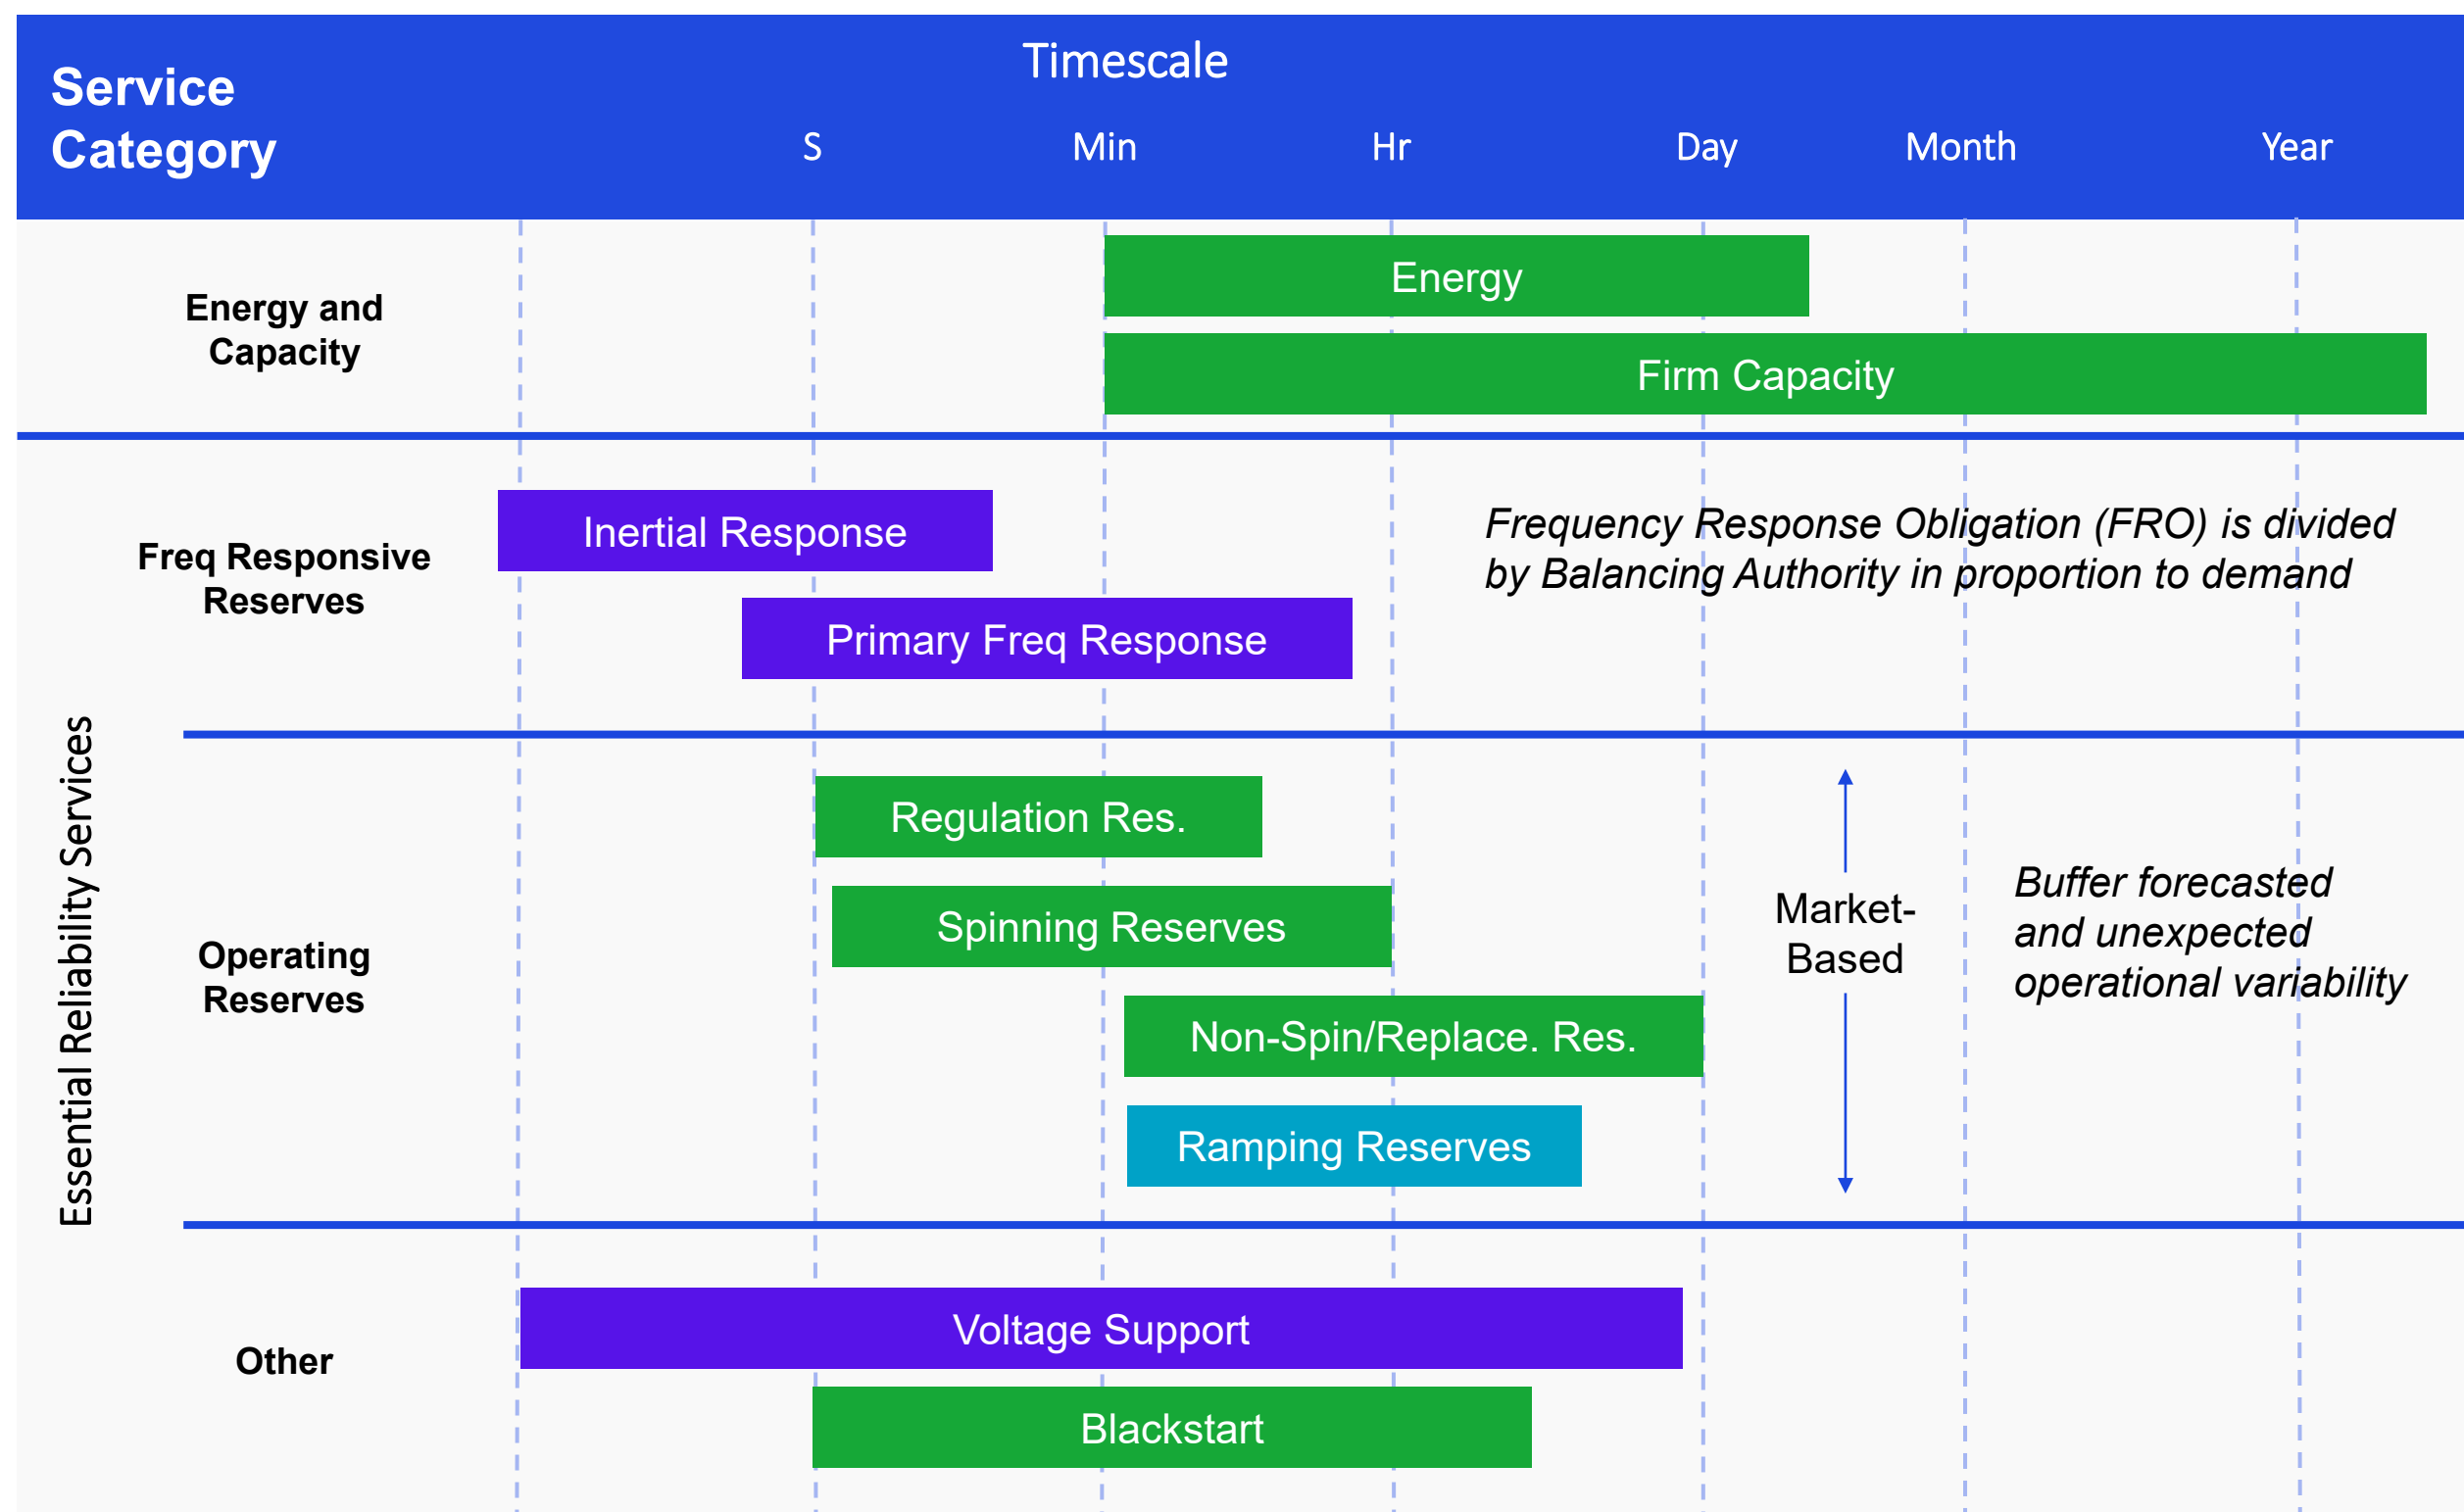 Service
Category
Timescale
S
Min
Hr
Day
Month
Year
Energy and
Capacity
Energy
Firm Capacity
Essential Reliability Services
Freq Responsive
Reserves
Inertial Response
Primary Freq Response
Frequency Response Obligation (FRO) is divided
by Balancing Authority in proportion to demand
Operating
Reserves
Regulation Res.
Spinning Reserves
Non-Spin/Replace. Res.
Ramping Reserves
Market-
Based
Buffer forecasted
and unexpected
operational variability
Other
Voltage Support
Blackstart